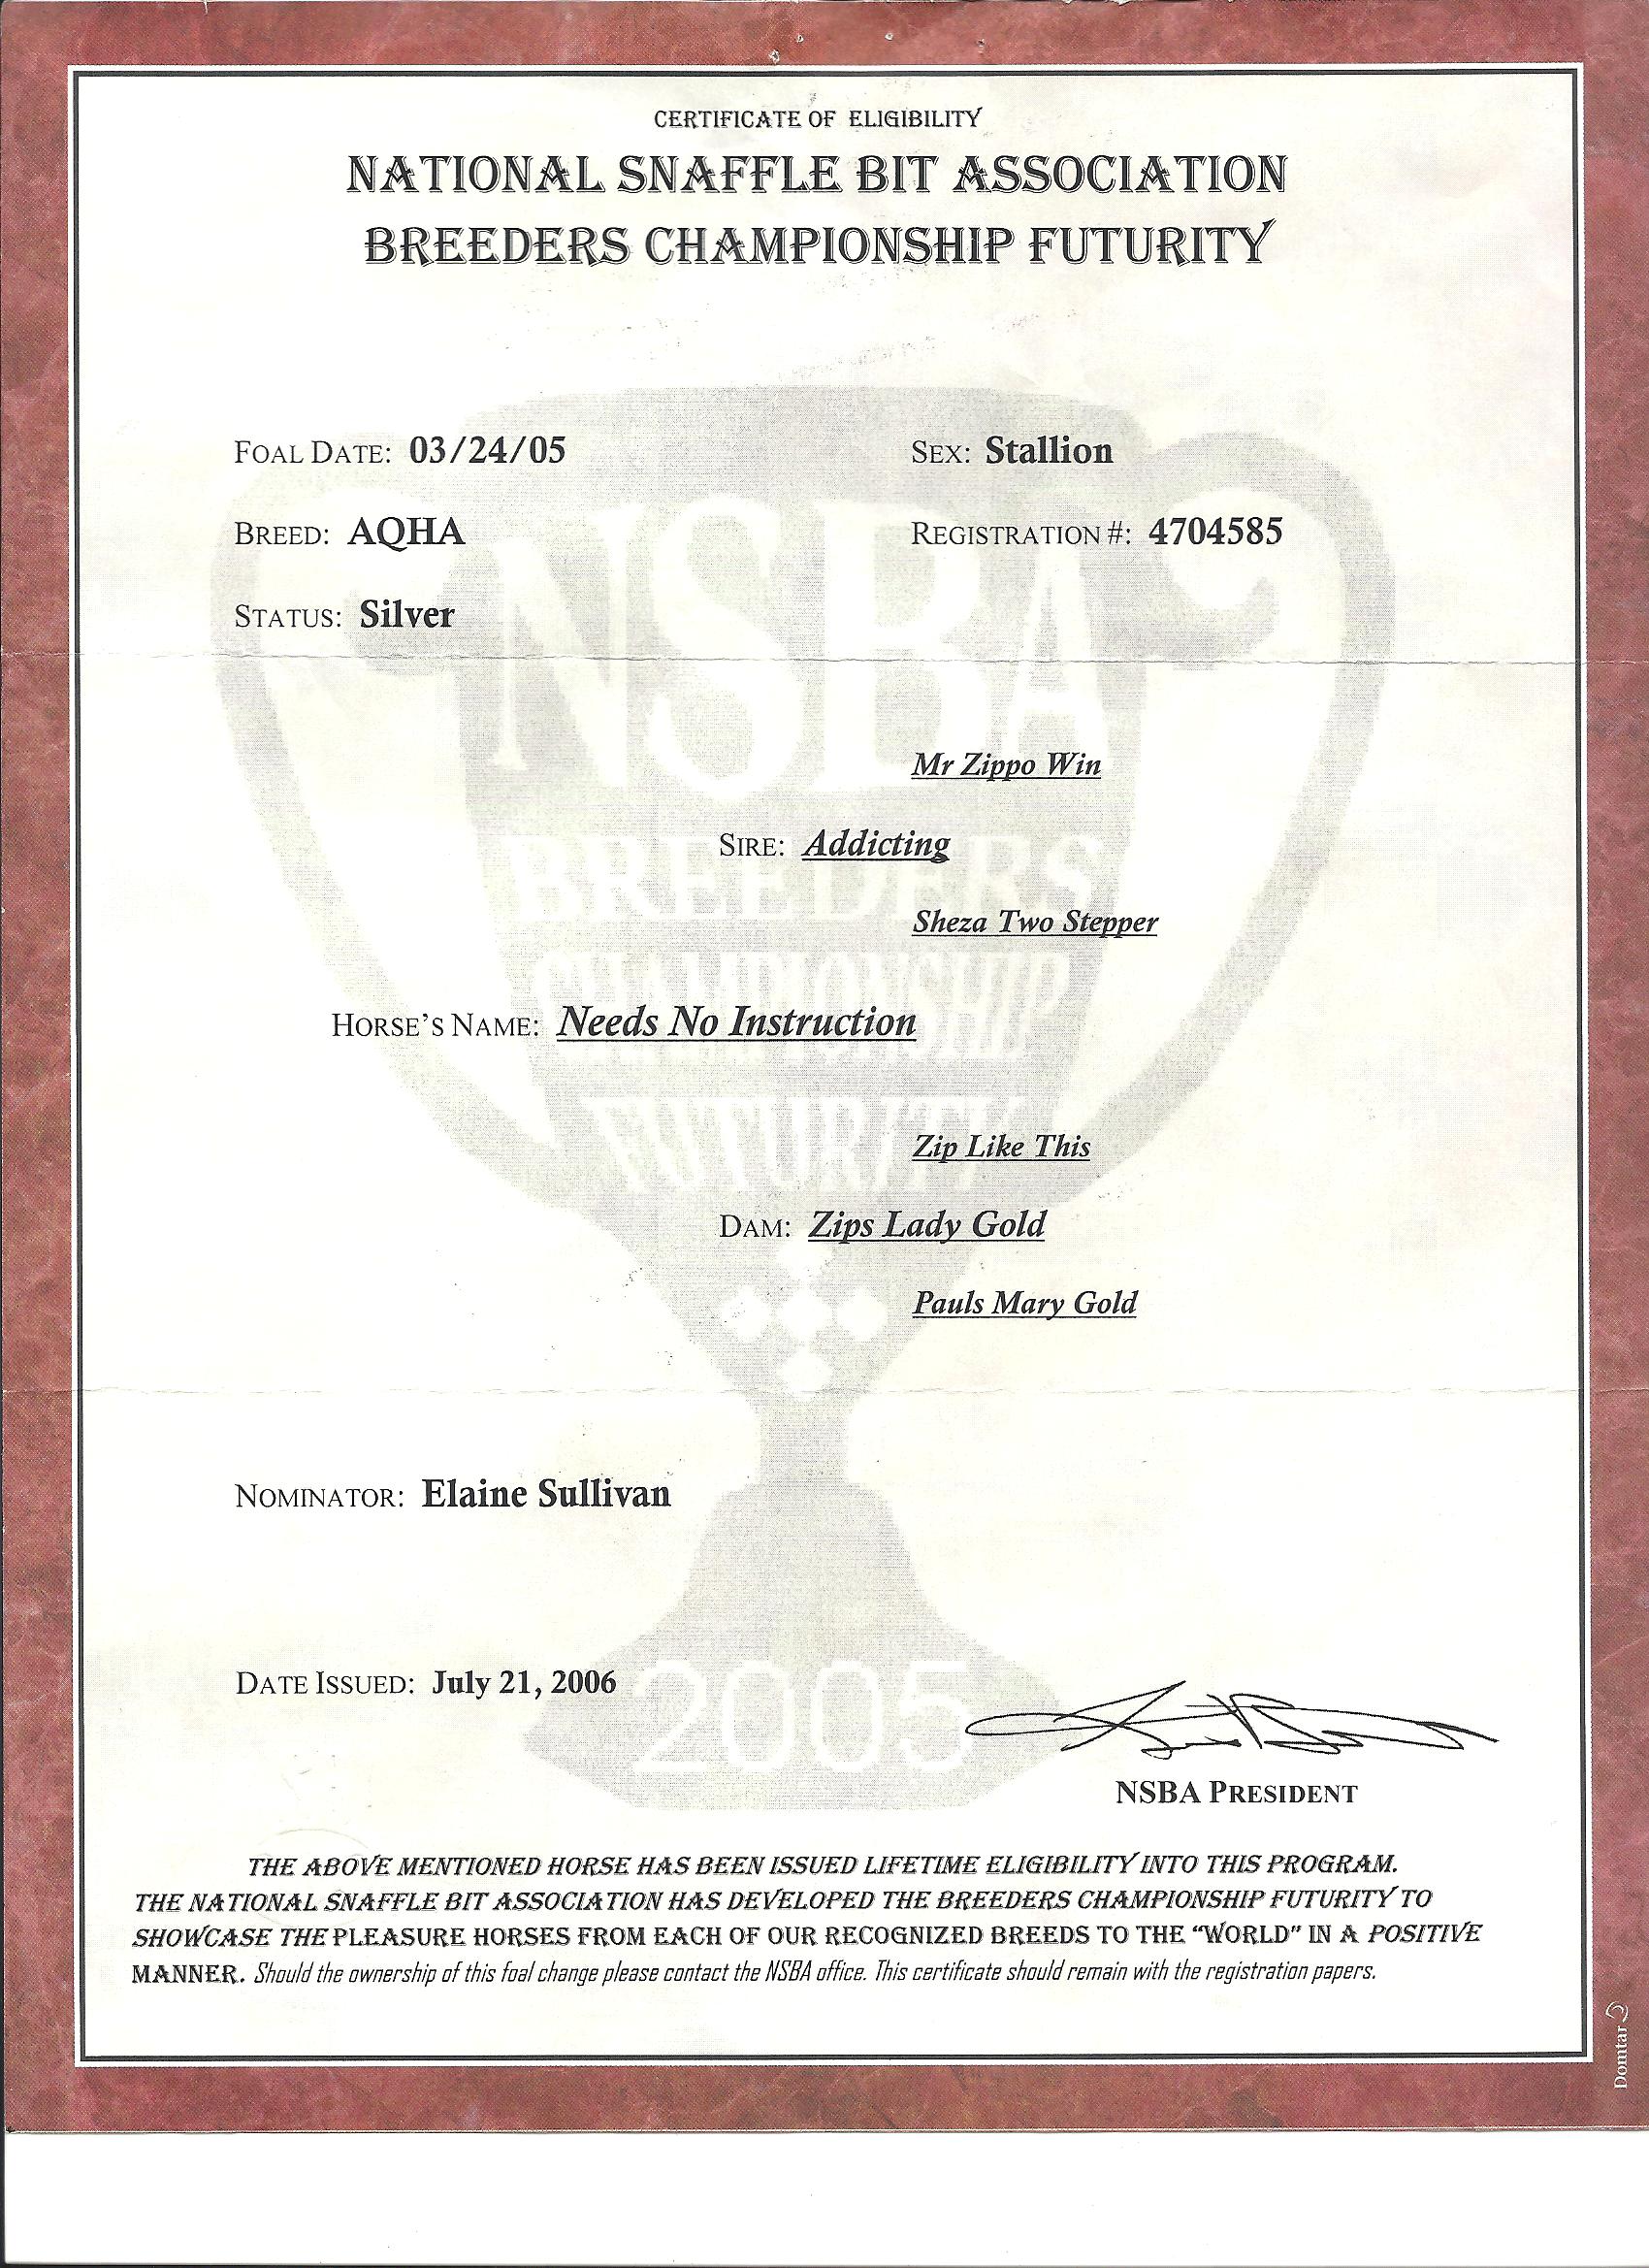 CERTIFICATE OF ELIGIBILITY
NATIONAL SNAFFLE BIT ASSOCIATION
BREEDERS CHAMPIONSHIP FUTURITY
FOAL DATE: 03/24/05
SEX: Stallion
BREED: AQHA
REGISTRATION #: 4704585
STATUS: Silver
NSBA
BREEDERS
CHAMPIONSHIP
FUTURITY
Mr Zippo Win
SIRE: Addicting
Sheza Two Stepper
HORSE'S NAME: Needs No Instruction
Zip Like This
DAM: Zips Lady Gold
Pauls Mary Gold
NOMINATOR: Elaine Sullivan
DATE ISSUED: July 21, 2006
2005
NSBA PRESIDENT
THE ABOVE MENTIONED HORSE HAS BEEN ISSUED LIFETIME ELIGIBILITY INTO THIS PROGRAM.
THE NATIONAL SNAFFLE BIT ASSOCIATION HAS DEVELOPED THE BREEDERS CHAMPIONSHIP FUTURITY TO
SHOWCASE THE PLEASURE HORSES FROM EACH OF OUR RECOGNIZED BREEDS TO THE "WORLD" IN A POSITIVE
MANNER. Should the ownership of this foal change please contact the NSBA office. This certificate should remain with the registration papers.
Domtar